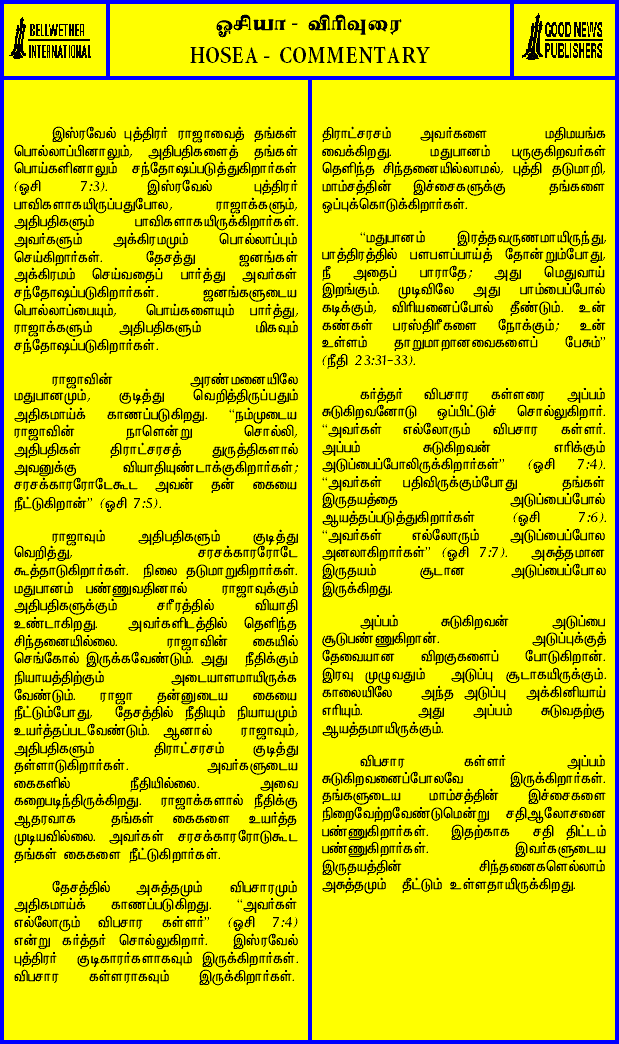 BELLWETHER
INTERNATIONAL
ஓசியா - விரிவுரை
HOSEA - COMMENTARY
GOOD NEWS
PUBLISHERS
இஸ்ரவேல் புத்திரர் ராஜாவைத் தங்கள்
பொல்லாப்பினாலும், அதிபதிகளைத் தங்கள்
பொய்களினாலும் சந்தோஷப்படுத்துகிறார்கள்
(ஓசி 7:3). இஸ்ரவேல் புத்திரர்
பாவிகளாகயிருப்பதுபோல, ராஜாக்களும்,
அதிபதிகளும் பாவிகளாகயிருக்கிறார்கள்.
அவர்களும் அக்கிரமமும் பொல்லாப்பும்
செய்கிறார்கள். தேசத்து ஜனங்கள்
அக்கிரமம் செய்வதைப் பார்த்து அவர்கள்
சந்தோஷப்படுகிறார்கள். ஜனங்களுடைய
பொல்லாப்பையும், பொய்களையும் பார்த்து,
ராஜாக்களும் அதிபதிகளும் மிகவும்
சந்தோஷப்படுகிறார்கள்.
ராஜாவின் அரண்மனையிலே
மதுபானமும், குடித்து வெறித்திருப்பதும்
அதிகமாய்க் காணப்படுகிறது. “நம்முடைய
ராஜாவின் நாளென்று சொல்லி,
அதிபதிகள் திராட்சரசத் துருத்திகளால்
அவனுக்கு வியாதியுண்டாக்குகிறார்கள்;
சரசக்காரரோடேகூட அவன் தன் கையை
நீட்டுகிறான்” (ஓசி 7:5).
ராஜாவும் அதிபதிகளும் குடித்து
வெறித்து, சரசக்காரரோடே
கூத்தாடுகிறார்கள். நிலை தடுமாறுகிறார்கள்.
மதுபானம் பண்ணுவதினால் ராஜாவுக்கும்
அதிபதிகளுக்கும் சரீரத்தில் வியாதி
உண்டாகிறது. அவர்களிடத்தில் தெளிந்த
சிந்தனையில்லை. ராஜாவின் கையில்
செங்கோல் இருக்கவேண்டும். அது நீதிக்கும்
நியாயத்திற்கும் அடையாளமாயிருக்க
வேண்டும். ராஜா தன்னுடைய கையை
நீட்டும்போது, தேசத்தில் நீதியும் நியாயமும்
உயர்த்தப்படவேண்டும். ஆனால் ராஜாவும்,
அதிபதிகளும் திராட்சரசம் குடித்து
தள்ளாடுகிறார்கள். அவர்களுடைய
கைகளில் நீதியில்லை. அவை
கறைபடிந்திருக்கிறது. ராஜாக்களால் நீதிக்கு
ஆதரவாக தங்கள் கைகளை உயர்த்த
முடியவில்லை. அவர்கள் சரசக்காரரோடுகூட
தங்கள் கைகளை நீட்டுகிறார்கள்.
தேசத்தில் அசுத்தமும் விபசாரமும்
அதிகமாய்க் காணப்படுகிறது. “அவர்கள்
எல்லோரும் விபசார கள்ளர்” (ஓசி 7:4)
என்று கர்த்தர் சொல்லுகிறார். இஸ்ரவேல்
புத்திரர் குடிகாரர்களாகவும் இருக்கிறார்கள்.
விபசார கள்ளராகவும் இருக்கிறார்கள்.
திராட்சரசம் அவர்களை மதிமயங்க
வைக்கிறது. மதுபானம் பருகுகிறவர்கள்
தெளிந்த சிந்தனையில்லாமல், புத்தி தடுமாறி,
மாம்சத்தின் இச்சைகளுக்கு தங்களை
ஒப்புக்கொடுக்கிறார்கள்.
“மதுபானம் இரத்தவருணமாயிருந்து,
பாத்திரத்தில் பளபளப்பாய்த் தோன்றும்போது,
நீ அதைப் பாராதே; அது மெதுவாய்
இறங்கும். முடிவிலே அது பாம்பைப்போல்
கடிக்கும், விரியனைப்போல் தீண்டும். உன்
கண்கள் பரஸ்திரீகளை நோக்கும்; உன்
உள்ளம் தாறுமாறானவைகளைப் பேசும்”
(நீதி 23:31-33).
கர்த்தர் விபசார கள்ளரை அப்பம்
சுடுகிறவனோடு ஒப்பிட்டுச் சொல்லுகிறார்.
“அவர்கள் எல்லோரும் விபசார கள்ளர்.
அப்பம் சுடுகிறவன் எரிக்கும்
அடுப்பைப்போலிருக்கிறார்கள்” (ஓசி 7:4).
“அவர்கள் பதிவிருக்கும்போது தங்கள்
இருதயத்தை அடுப்பைப்போல்
ஆயத்தப்படுத்துகிறார்கள் (ஓசி 7:6).
“அவர்கள் எல்லோரும் அடுப்பைப்போல
அனலாகிறார்கள்” (ஓசி 7:7). அசுத்தமான
இருதயம் சூடான அடுப்பைப்போல
இருக்கிறது.
அப்பம் சுடுகிறவன் அடுப்பை
சூடுபண்ணுகிறான். அடுப்புக்குத்
தேவையான விறகுகளைப் போடுகிறான்.
இரவு முழுவதும் அடுப்பு சூடாகயிருக்கும்.
காலையிலே அந்த அடுப்பு அக்கினியாய்
எரியும். அது அப்பம் சுடுவதற்கு
ஆயத்தமாயிருக்கும்.
விபசார கள்ளர் அப்பம்
சுடுகிறவனைப்போலவே இருக்கிறார்கள்.
தங்களுடைய மாம்சத்தின் இச்சைகளை
நிறைவேற்றவேண்டுமென்று சதிஆலோசனை
பண்ணுகிறார்கள். இதற்காக சதி திட்டம்
பண்ணுகிறார்கள். இவர்களுடைய
இருதயத்தின் சிந்தனைகளெல்லாம்
அசுத்தமும் தீட்டும் உள்ளதாயிருக்கிறது.